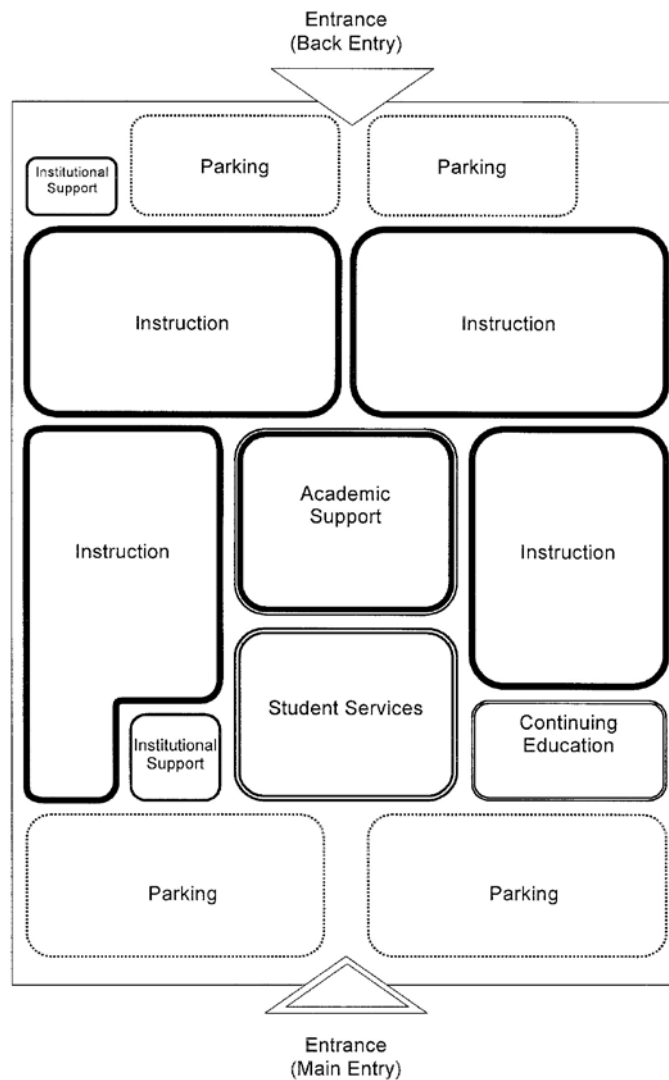 Entrance
(Back Entry)
Institutional
Support
Parking
Parking
Instruction
Instruction
Instruction
Academic
Support
Instruction
Institutional
Support
Student Services
Continuing
Education
Parking
Parking
Entrance
(Main Entry)